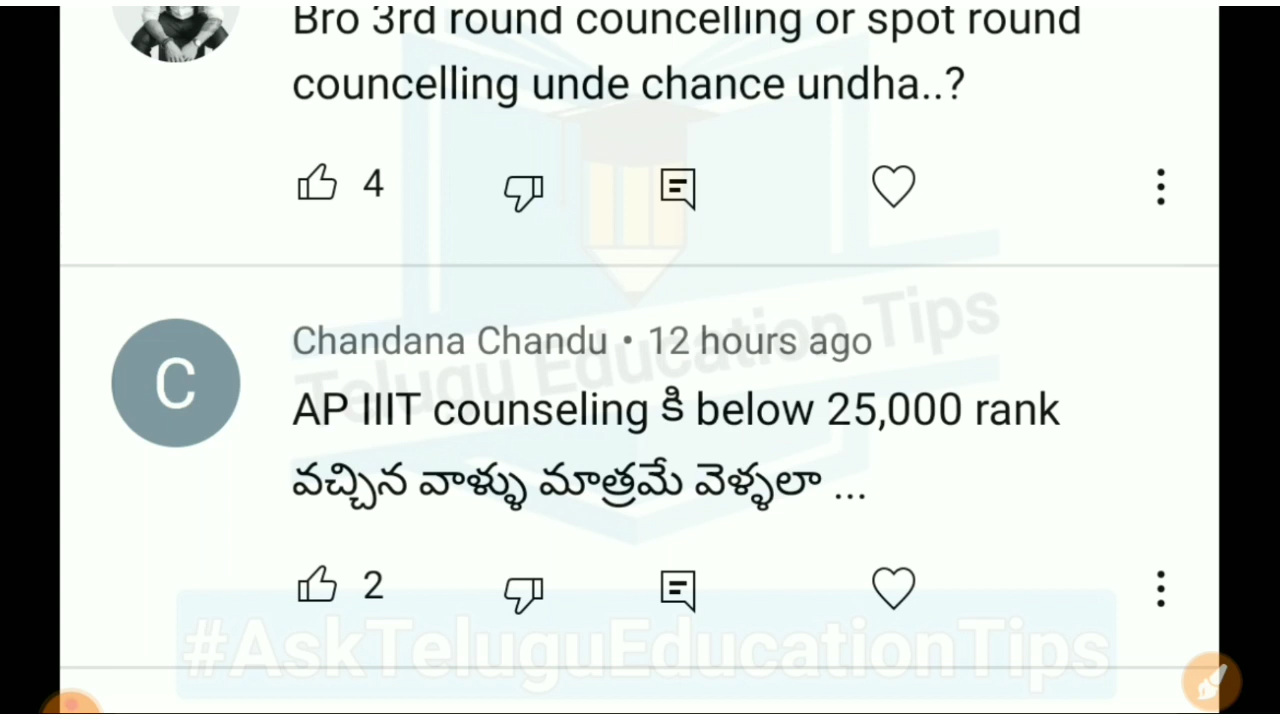 Bro 3rd round councelling or spot round
councelling unde chance undha..?
4
Chandana Chandu • 12 hours ago
AP IIIT counseling కి below 25,000 rank
వచ్చిన వాళ్ళు మాత్రమే వెళ్ళలా ...
2
C
Telugu Education Tips
#AskTeluguEducationTips